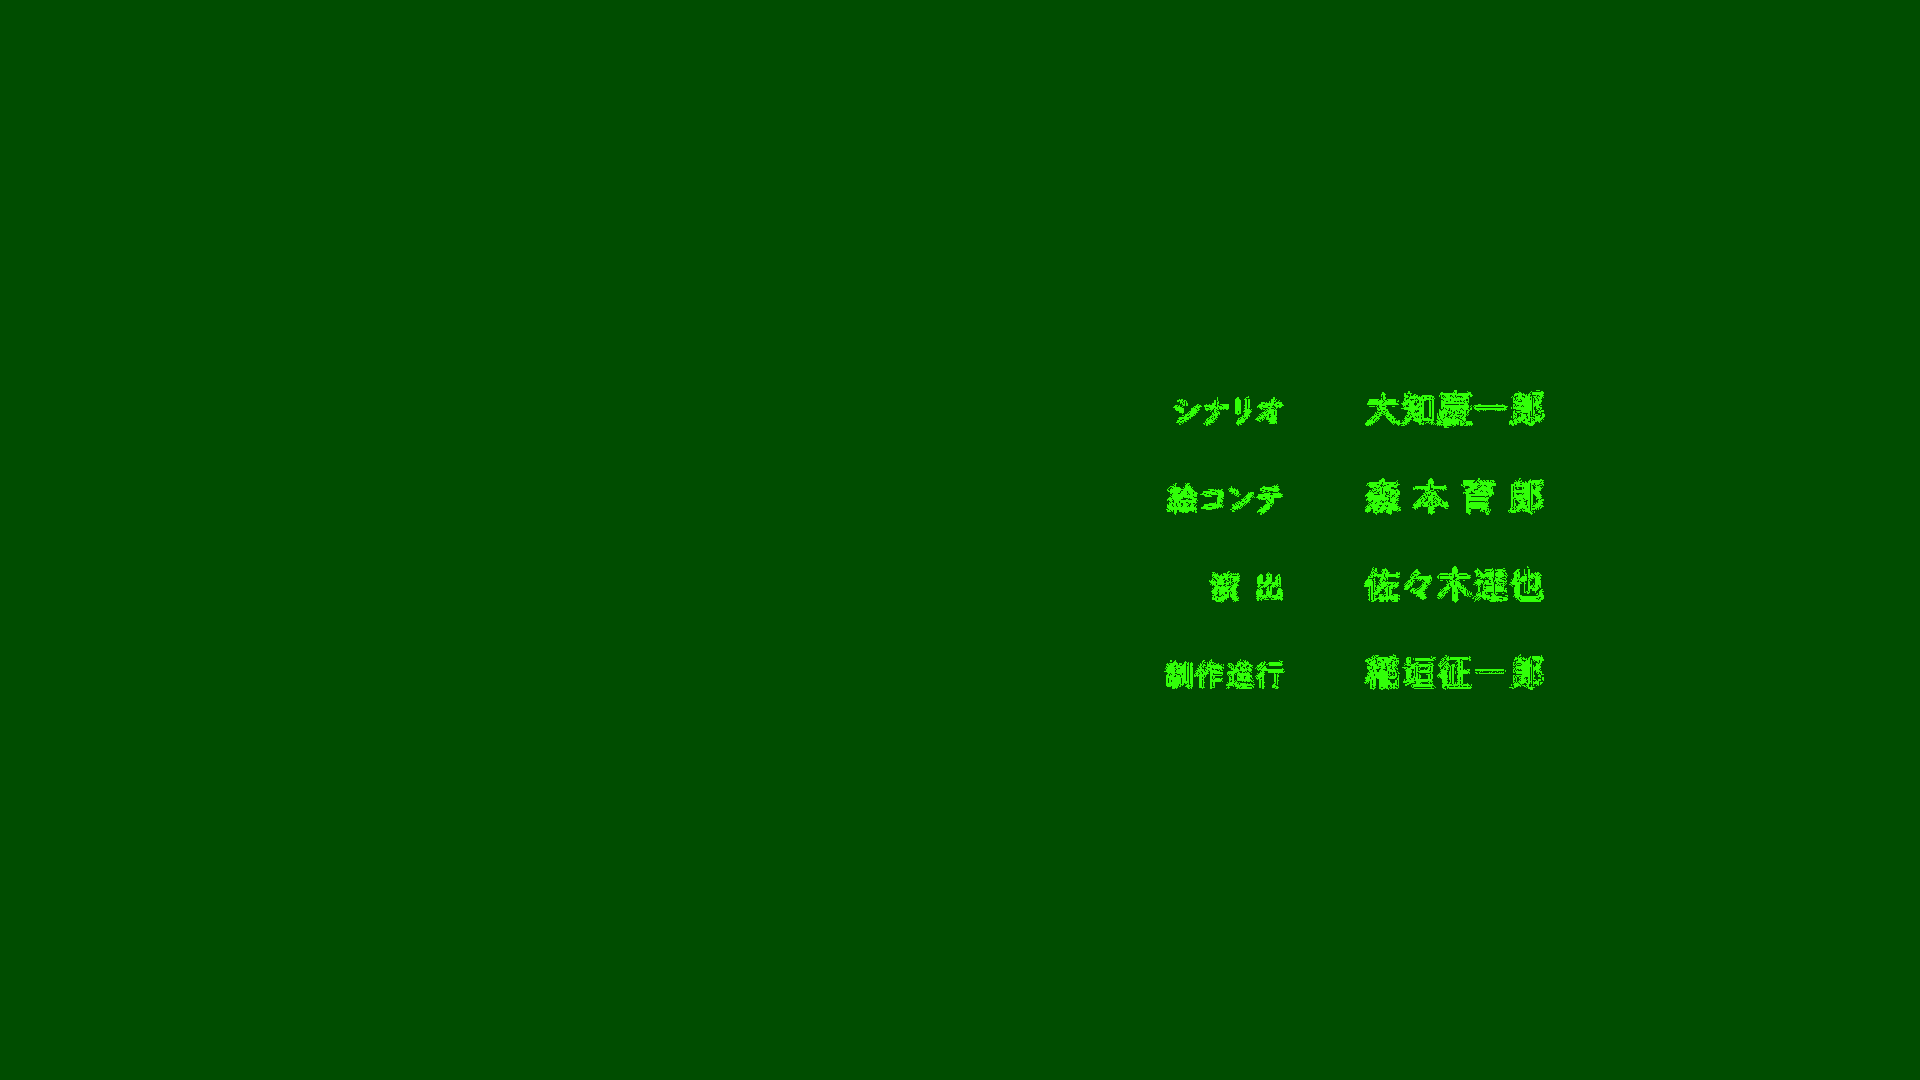 シナリオ 大知慶一郎
絵コンテ 森本育郎
演出 佐々木達也
制作進行 稲垣征一郎